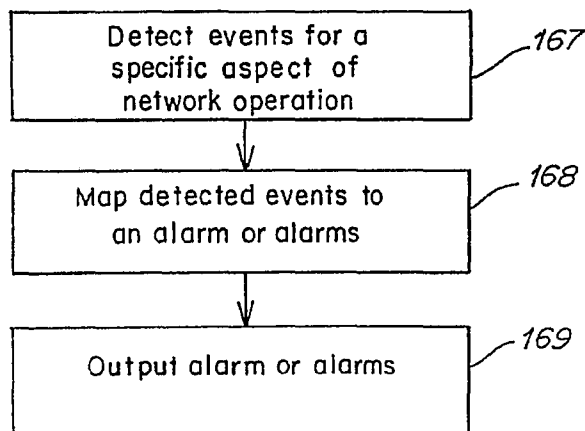 Detect events for a
specific aspect of
network operation
167
Map detected events to
an alarm or alarms
168
Output alarm or alarms
169